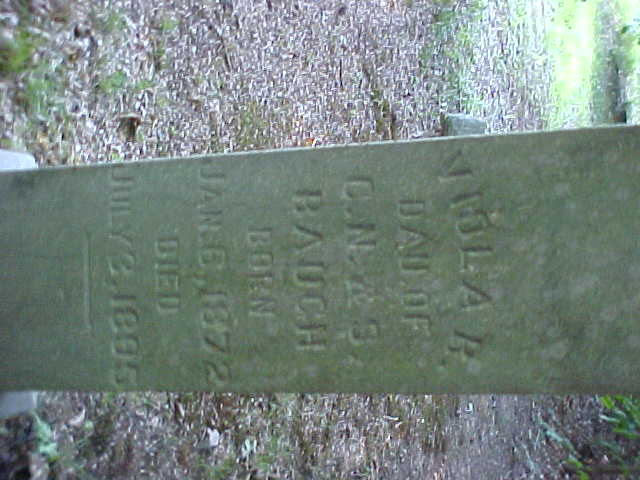 VIOLA B.
DAU. OF
C.N. & S.
BAUCH
BORN
JAN. 6, 1872
DIED
JULY 2, 1895